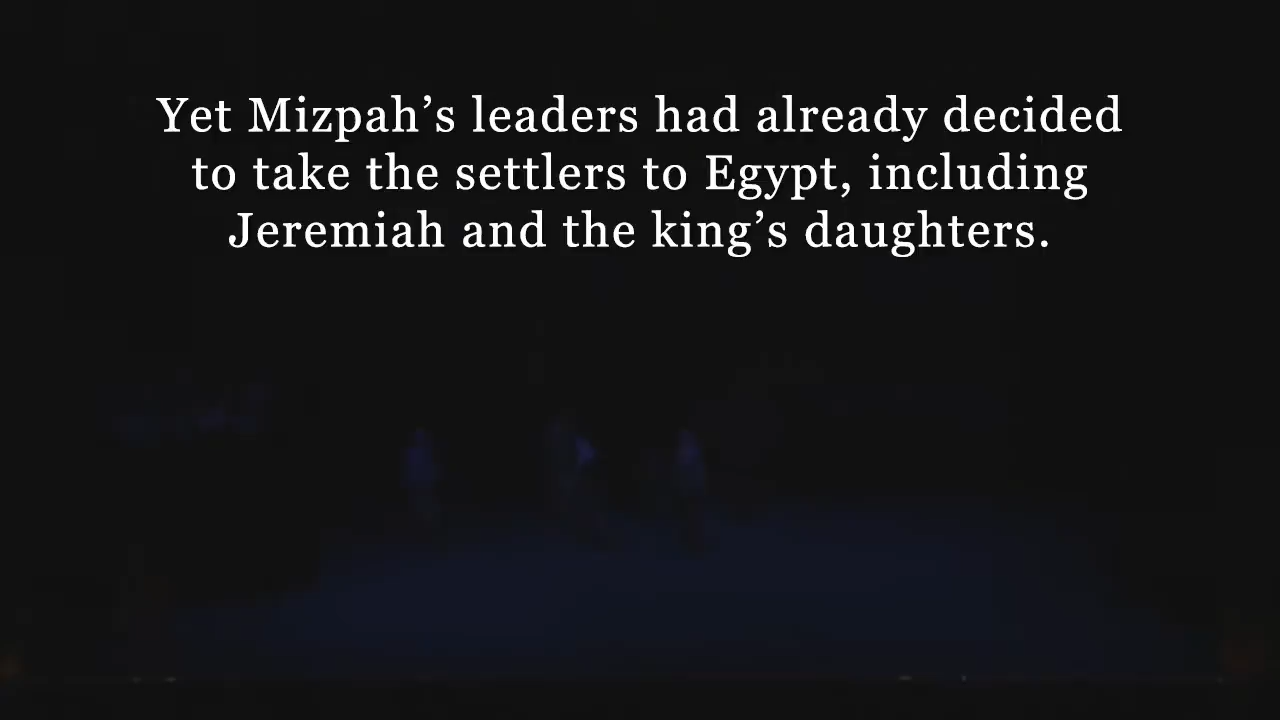 Yet Mizpah’s leaders had already decided
to take the settlers to Egypt, including
Jeremiah and the king’s daughters.